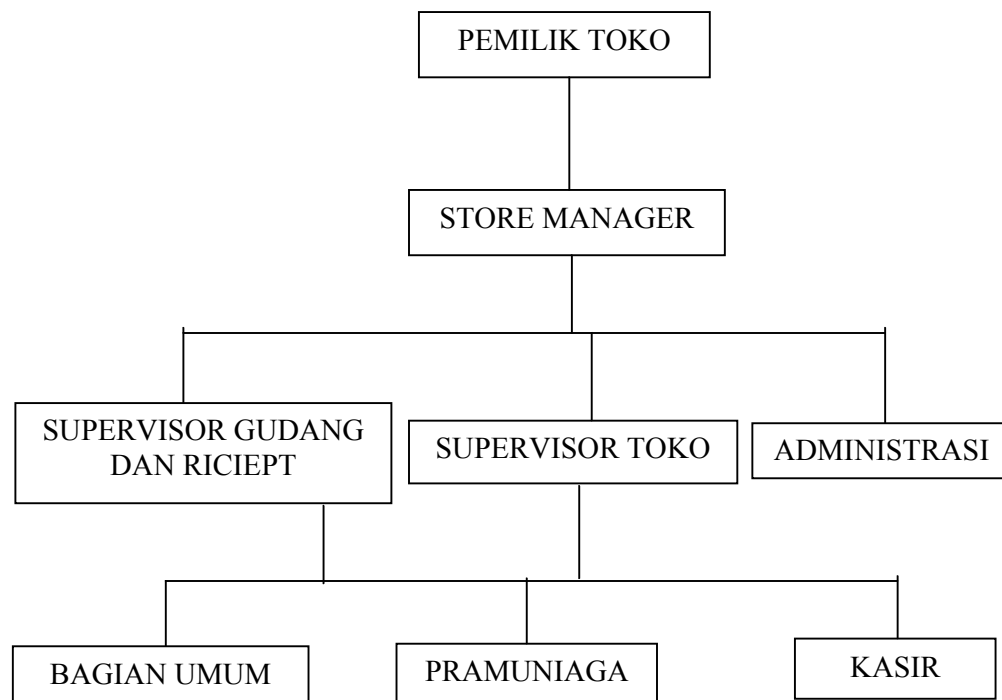 PEMILIK TOKO
STORE MANAGER
SUPERVISOR GUDANG
DAN RICIEPT
SUPERVISOR TOKO
ADMINISTRASI
BAGIAN UMUM
PRAMUNIAGA
KASIR